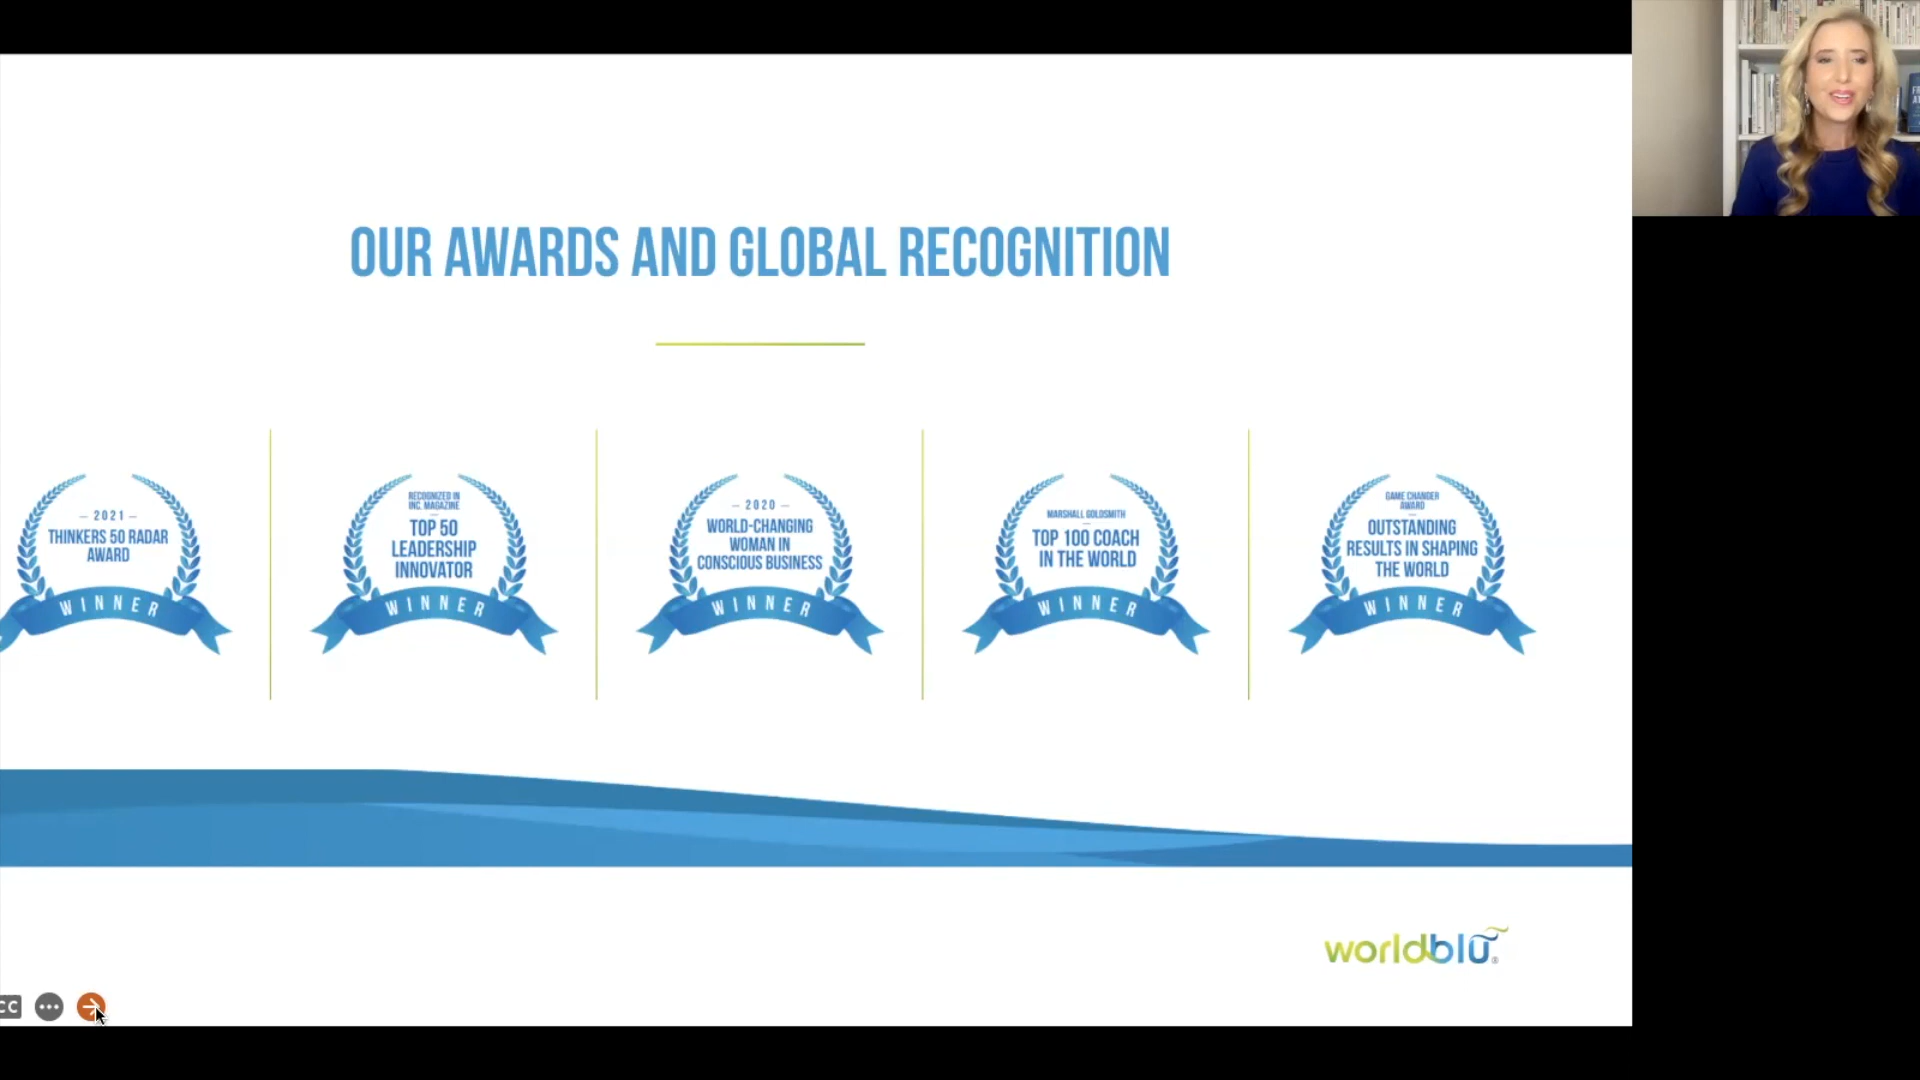 OUR AWARDS AND GLOBAL RECOGNITION
— 2021 —
THINKERS 50 RADAR
AWARD
WINNER
RECOGNIZED IN
INC. MAGAZINE
TOP 50
LEADERSHIP
INNOVATOR
WINNER
— 2020 —
WORLD-CHANGING
WOMAN IN
CONSCIOUS BUSINESS
WINNER
MARSHALL GOLDSMITH
TOP 100 COACH
IN THE WORLD
WINNER
GAME CHANGER
AWARD
OUTSTANDING
RESULTS IN SHAPING
THE WORLD
WINNER
worldblu®
CC